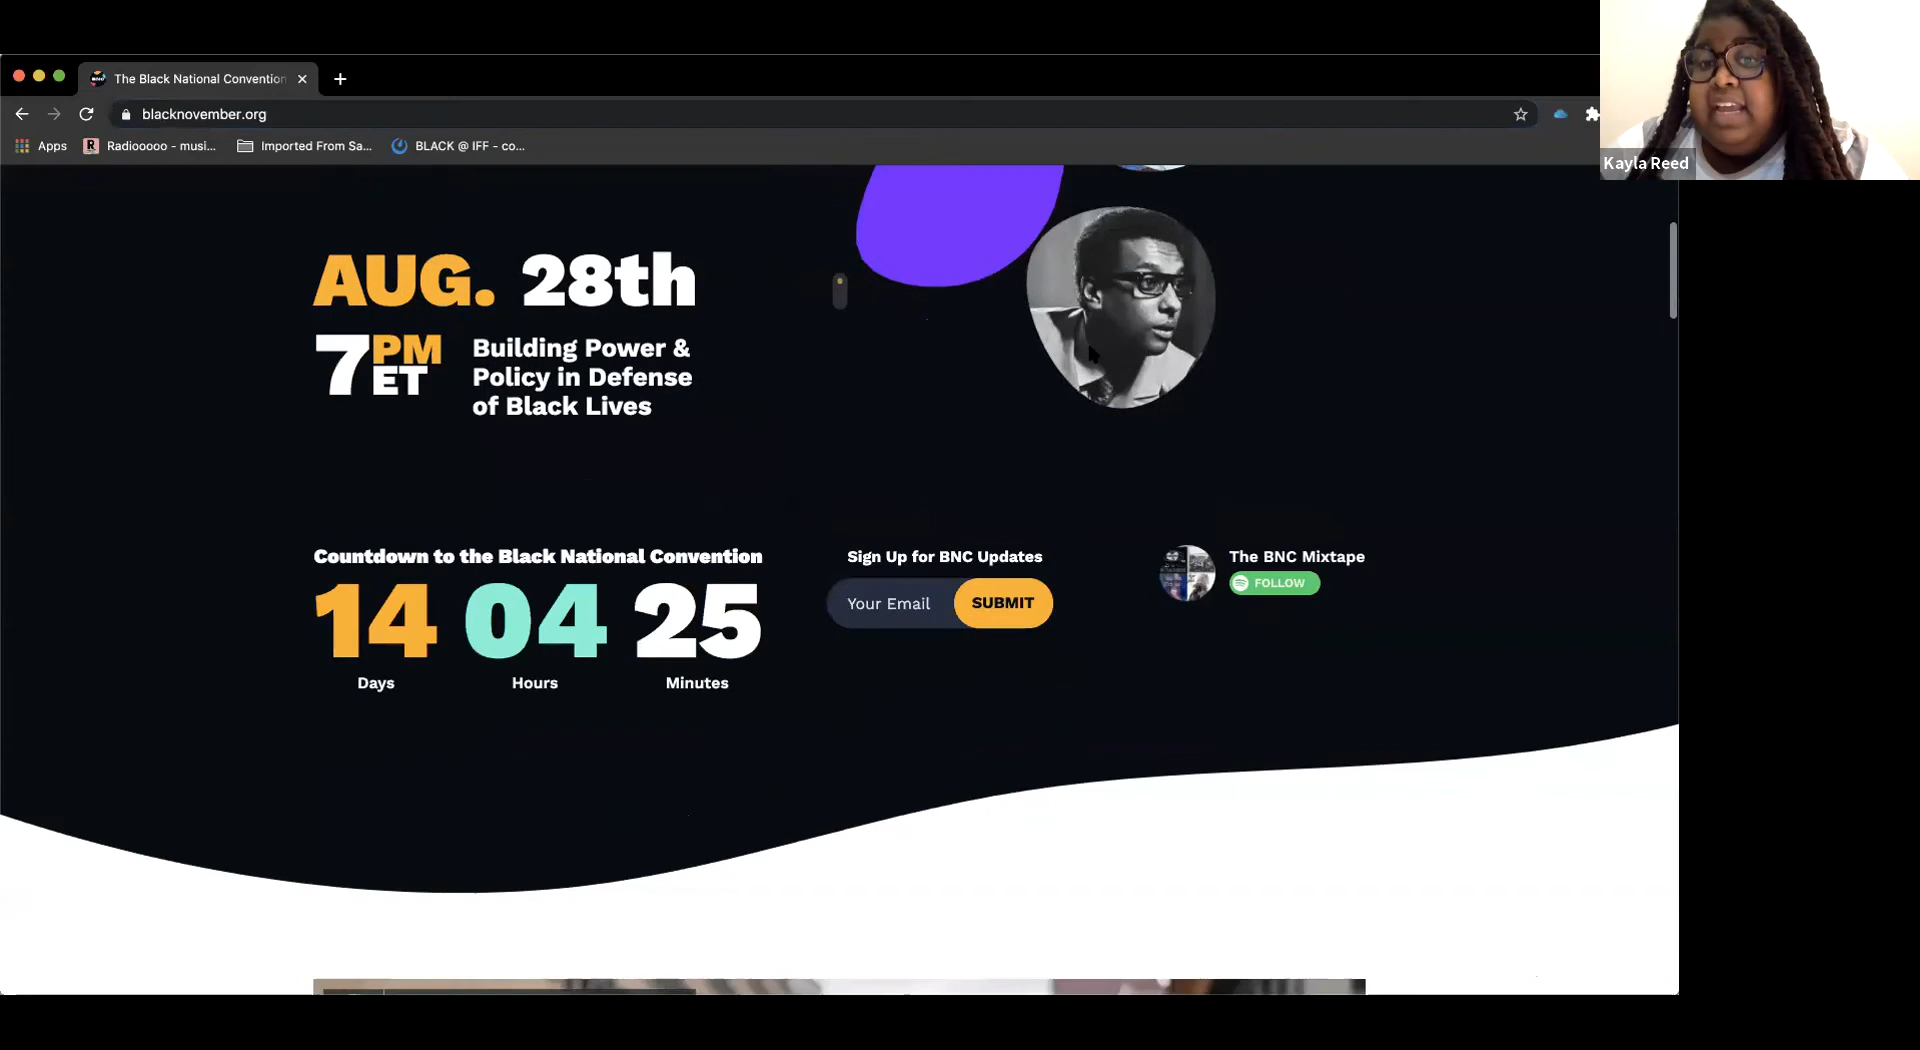 The Black National Convention
blacknovember.org
Apps
Radiooooo - musi...
Imported From Sa...
BLACK @ IFF - co...
Kayla Reed
AUG. 28th
7PM ET
Building Power &
Policy in Defense
of Black Lives
Countdown to the Black National Convention
14 04 25
Days Hours Minutes
Sign Up for BNC Updates
Your Email SUBMIT
The BNC Mixtape
FOLLOW